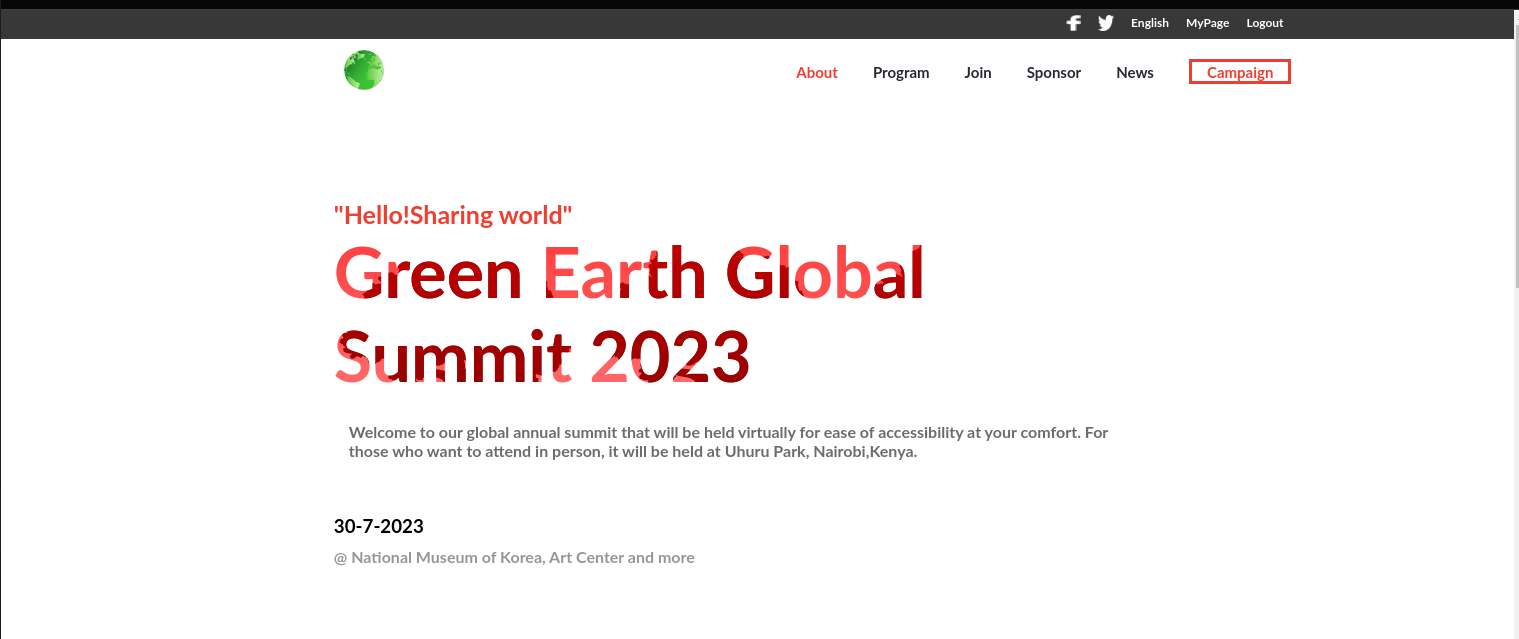 English MyPage Logout
About Program Join Sponsor News Campaign
"Hello!Sharing world"
Green Earth Global
Summit 2023
Welcome to our global annual summit that will be held virtually for ease of accessibility at your comfort. For
those who want to attend in person, it will be held at Uhuru Park, Nairobi,Kenya.
30-7-2023
@ National Museum of Korea, Art Center and more